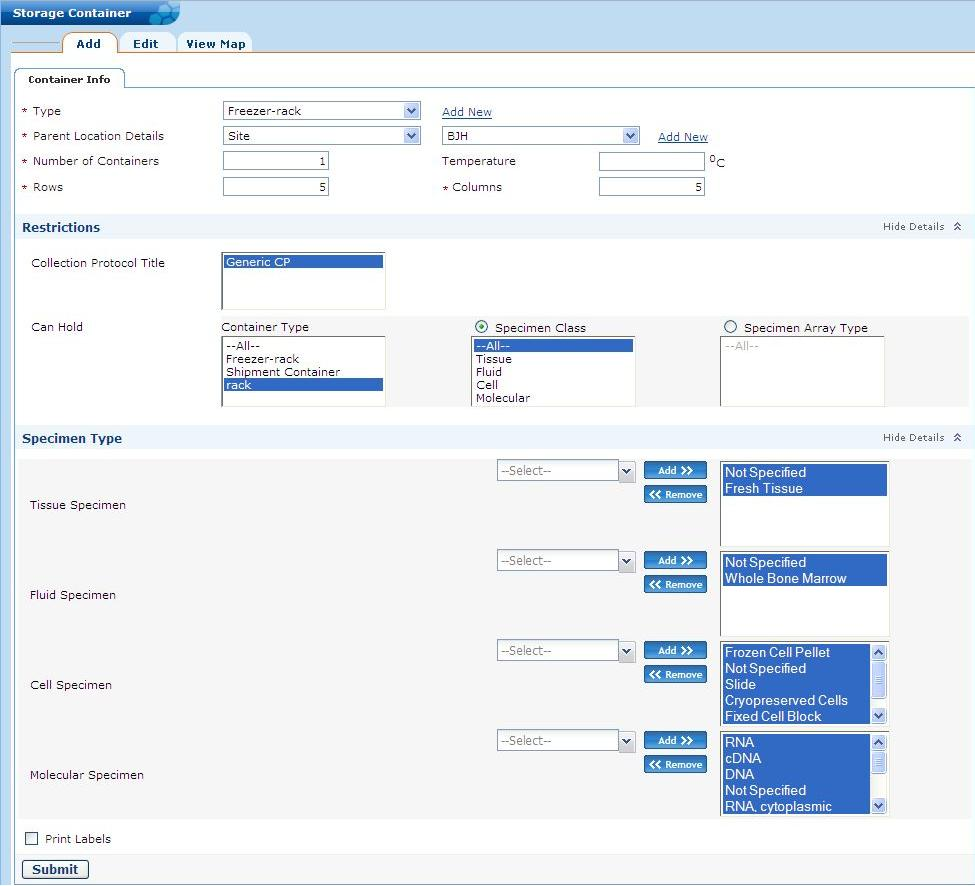 Storage Container
Add Edit View Map
Container Info
* Type Freezer-rack Add New
* Parent Location Details Site BJH Add New
* Number of Containers 1 Temperature ⁰C
* Rows 5 * Columns 5
Restrictions Hide Details
Collection Protocol Title Generic CP
Can Hold Container Type Specimen Class Specimen Array Type
--All-- --All-- --All--
Freezer-rack Tissue
Shipment Container Fluid
rack Cell
Molecular
Specimen Type Hide Details
--Select-- Add >> Not Specified
<< Remove Fresh Tissue
Tissue Specimen
--Select-- Add >> Not Specified
<< Remove Whole Bone Marrow
Fluid Specimen
--Select-- Add >> Frozen Cell Pellet
<< Remove Not Specified
Cell Specimen Slide
Cryopreserved Cells
Fixed Cell Block
--Select-- Add >> RNA
<< Remove cDNA
Molecular Specimen DNA
Not Specified
RNA, cytoplasmic
Print Labels
Submit